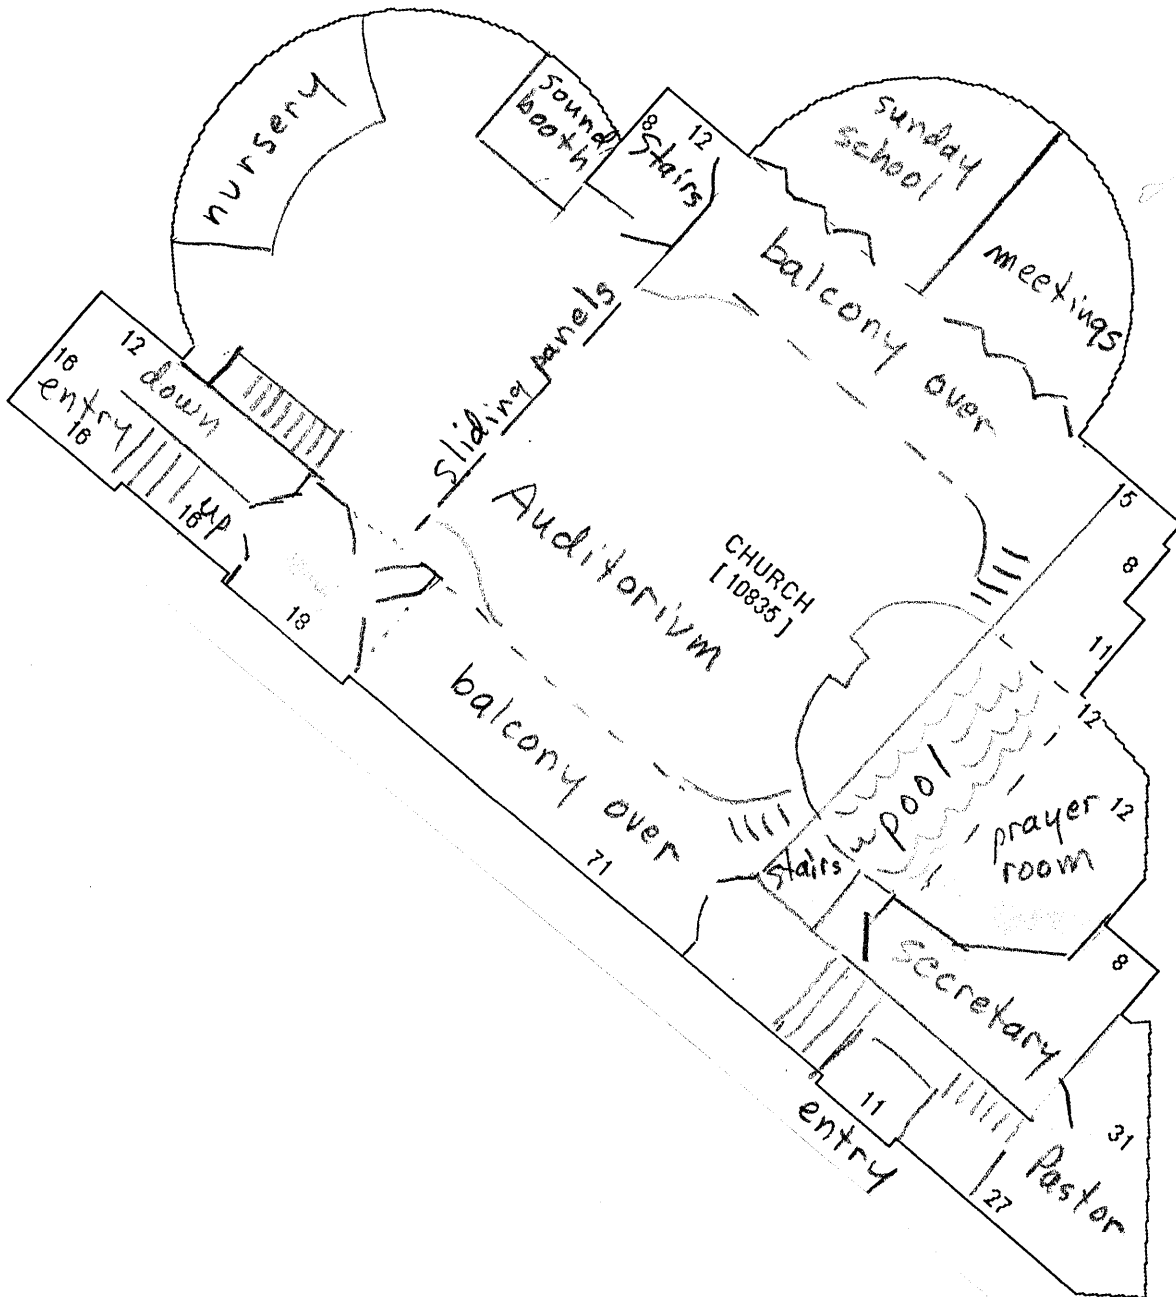 nursery
sound
booth
8
12
Stairs
sunday
school
meetings
balcony over
sliding panels
12
16
down
entry
16
16
up
18
Auditorium
CHURCH
[ 10835 ]
15
8
11
12
balcony over
71
pool
prayer
room
12
stairs
secretary
8
11
entry
27
31
Pastor